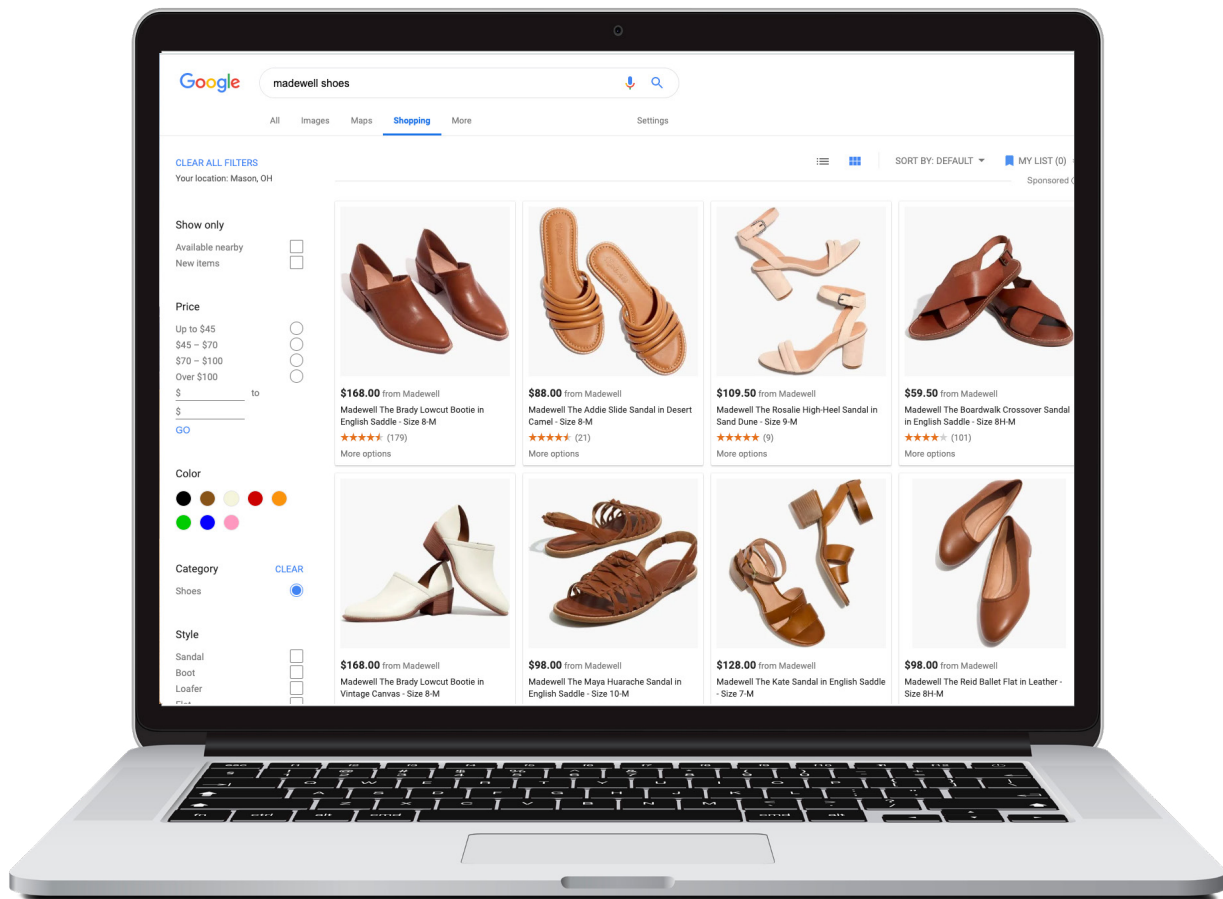 Google
madewell shoes
All Images Maps Shopping More Settings
CLEAR ALL FILTERS
Your location: Mason, OH
SORT BY: DEFAULT
MY LIST (0)
Sponsored
Show only
Available nearby
New items
Price
Up to $45
$45 – $70
$70 – $100
Over $100
$ to
$
GO
Color
Category CLEAR
Shoes
Style
Sandal
Boot
Loafer
$168.00 from Madewell
Madewell The Brady Lowcut Bootie in
English Saddle - Size 8-M
(179)
More options
$88.00 from Madewell
Madewell The Addie Slide Sandal in Desert
Camel - Size 8-M
(21)
More options
$109.50 from Madewell
Madewell The Rosalie High-Heel Sandal in
Sand Dune - Size 9-M
(9)
More options
$59.50 from Madewell
Madewell The Boardwalk Crossover Sandal
in English Saddle - Size 8H-M
(101)
More options
$168.00 from Madewell
Madewell The Brady Lowcut Bootie in
Vintage Canvas - Size 8-M
$98.00 from Madewell
Madewell The Maya Huarache Sandal in
English Saddle - Size 10-M
$128.00 from Madewell
Madewell The Kate Sandal in English Saddle
- Size 7-M
$98.00 from Madewell
Madewell The Reid Ballet Flat in Leather -
Size 8H-M
Q W E R T Y U I O P
A S D F G H J K L
Z X C V B N M
fn ctrl alt cmd cmd alt